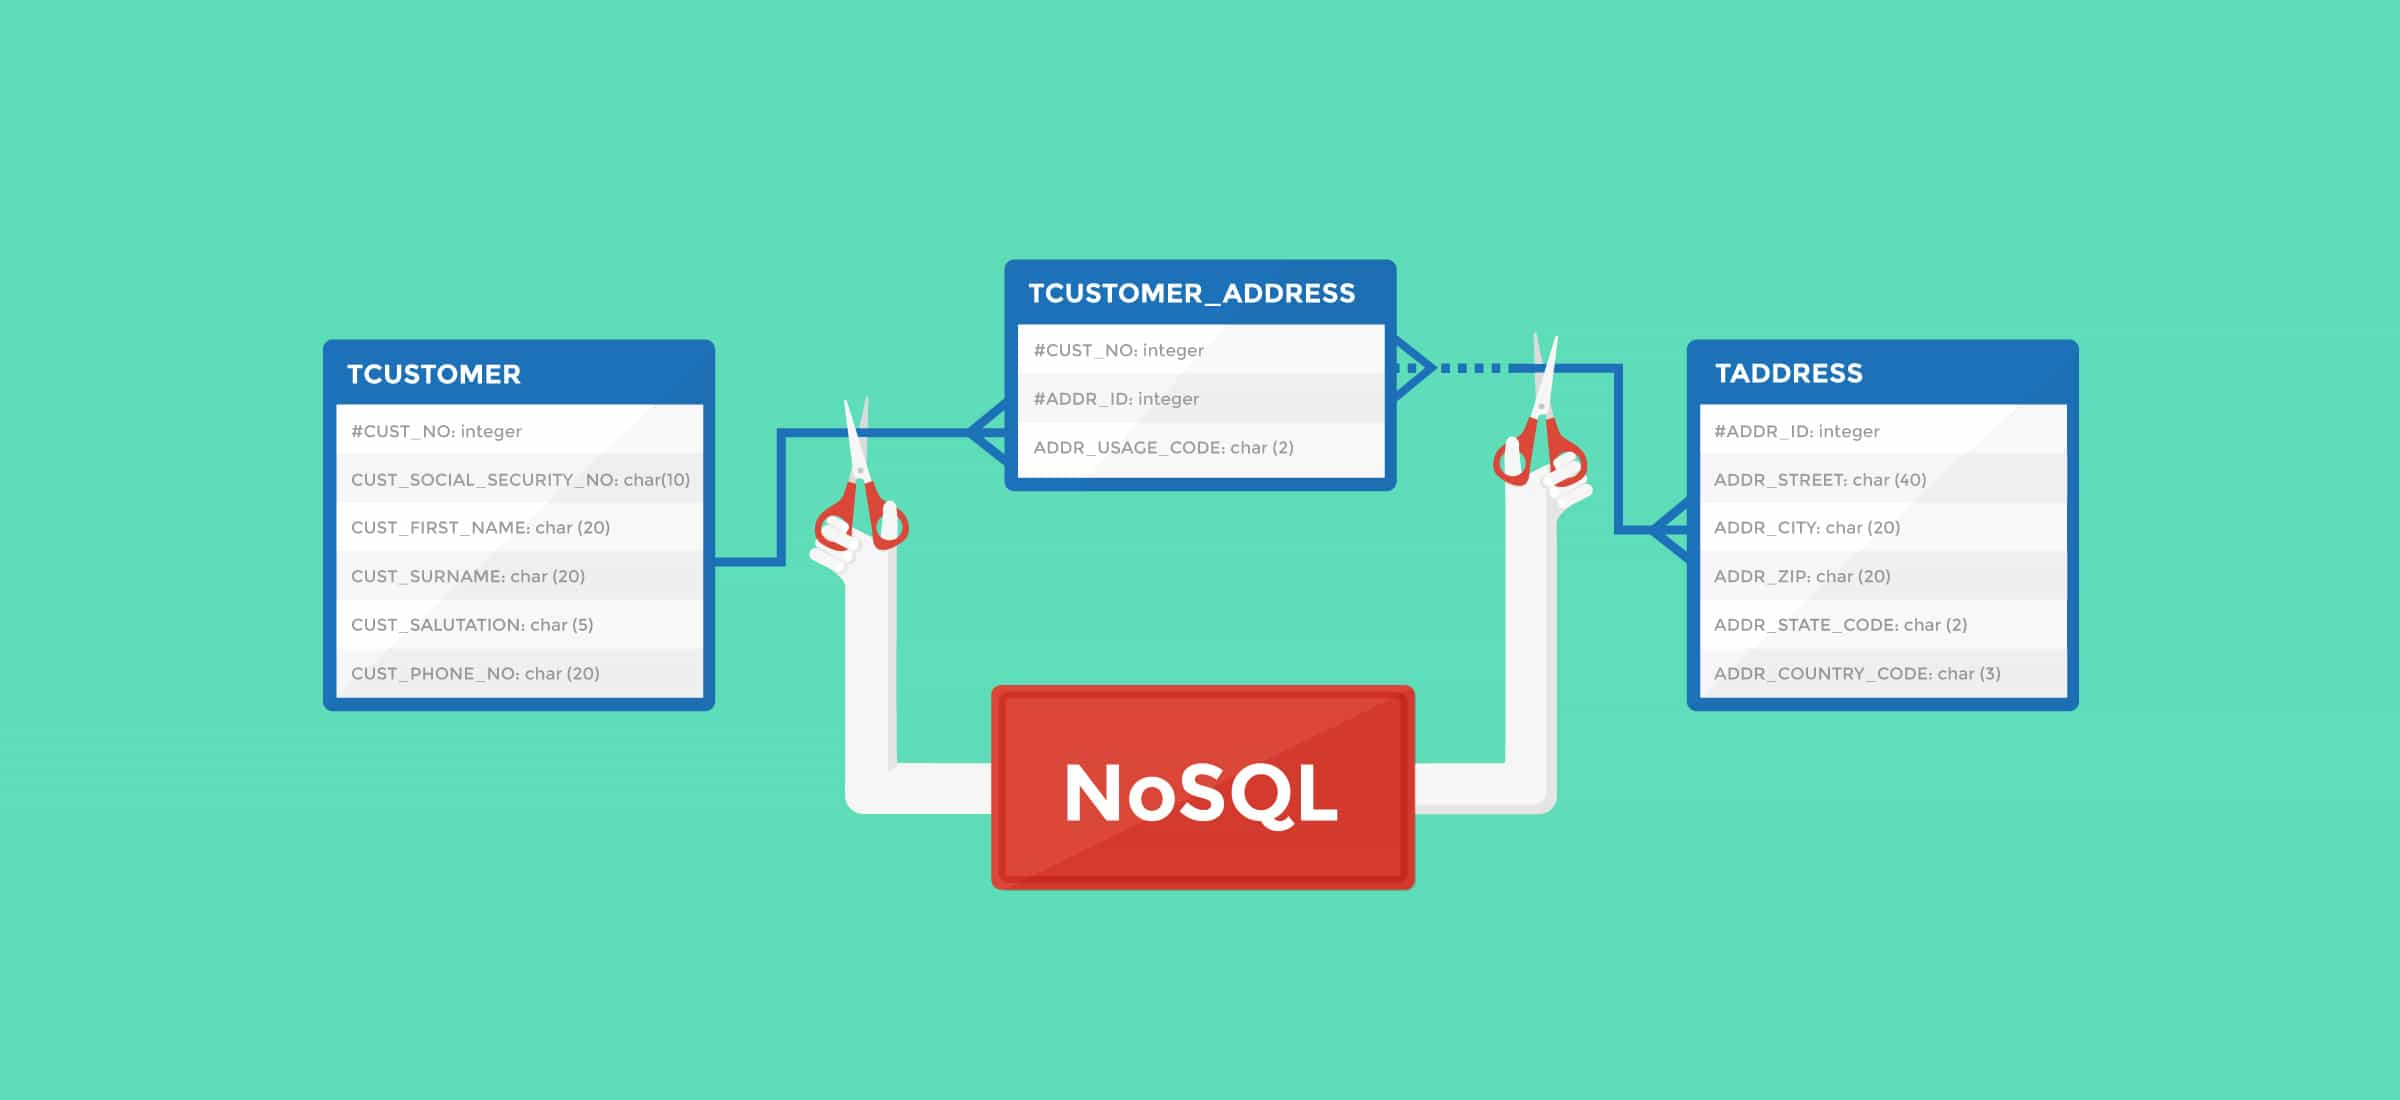 TCUSTOMER
#CUST_NO: integer
CUST_SOCIAL_SECURITY_NO: char(10)
CUST_FIRST_NAME: char (20)
CUST_SURNAME: char (20)
CUST_SALUTATION: char (5)
CUST_PHONE_NO: char (20)
TCUSTOMER_ADDRESS
#CUST_NO: integer
#ADDR_ID: integer
ADDR_USAGE_CODE: char (2)
TADDRESS
#ADDR_ID: integer
ADDR_STREET: char (40)
ADDR_CITY: char (20)
ADDR_ZIP: char (20)
ADDR_STATE_CODE: char (2)
ADDR_COUNTRY_CODE: char (3)
NoSQL